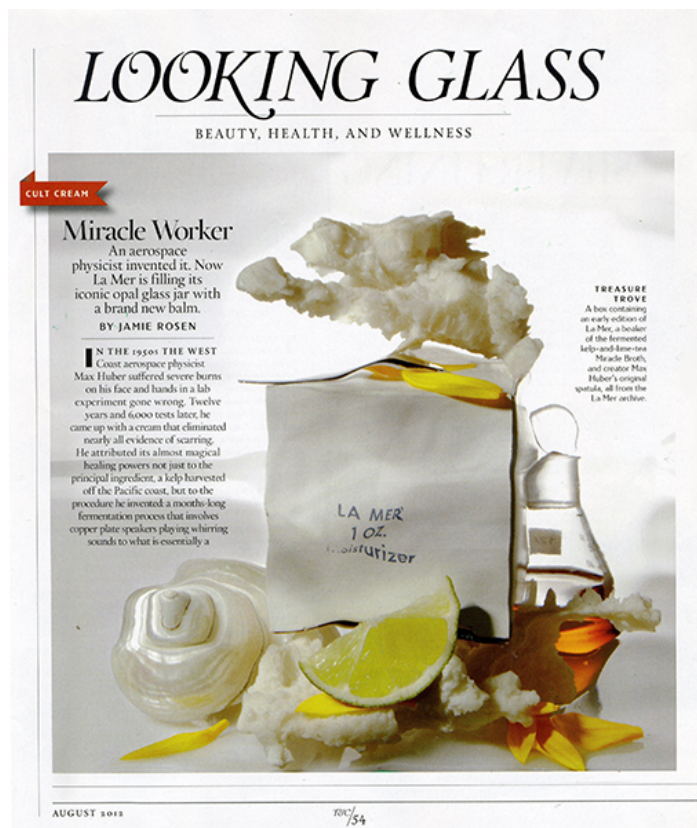 LOOKING GLASS
BEAUTY, HEALTH, AND WELLNESS
CULT CREAM
Miracle Worker
An aerospace
physicist invented it. Now
La Mer is filling its
iconic opal glass jar with
a brand new balm.
BY JAMIE ROSEN
IN THE 1950s THE WEST
Coast aerospace physicist
Max Huber suffered severe burns
on his face and hands in a lab
experiment gone wrong. Twelve
years and 6,000 tests later, he
came up with a cream that eliminated
nearly all evidence of scarring.
He attributed its almost magical
healing powers not just to the
principal ingredient, a kelp harvested
off the Pacific coast, but to the
procedure he invented: a months-long
fermentation process that involves
copper plate speakers playing whirring
sounds to what is essentially a
TREASURE
TROVE
A box containing
an early edition of
La Mer, a beaker
of the fermented
kelp-and-lime-tea
Miracle Broth,
and creator Max
Huber's original
spatula, all from the
La Mer archive.
LA MER
1 OZ.
moisturizer
AUGUST 2012
T&C/54